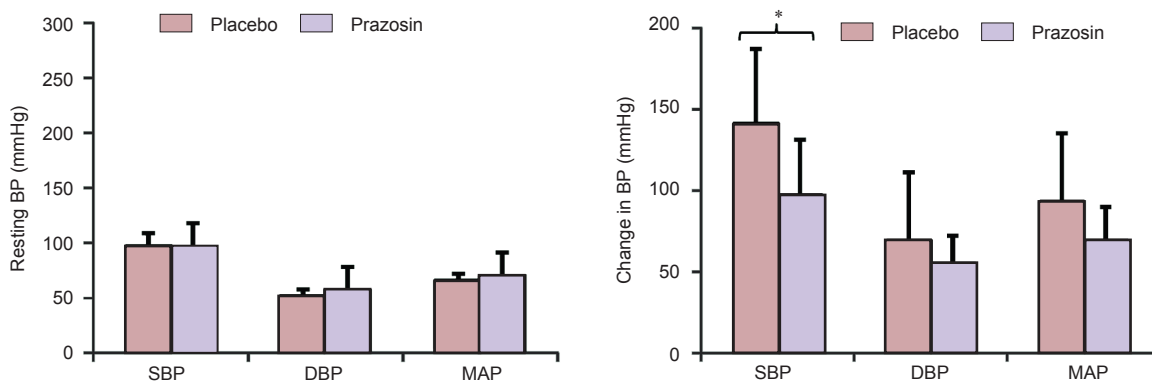 Placebo Prazosin
Resting BP (mmHg)
300
250
200
150
100
50
0
SBP DBP MAP
*
Placebo Prazosin
Change in BP (mmHg)
200
150
100
50
0
SBP DBP MAP